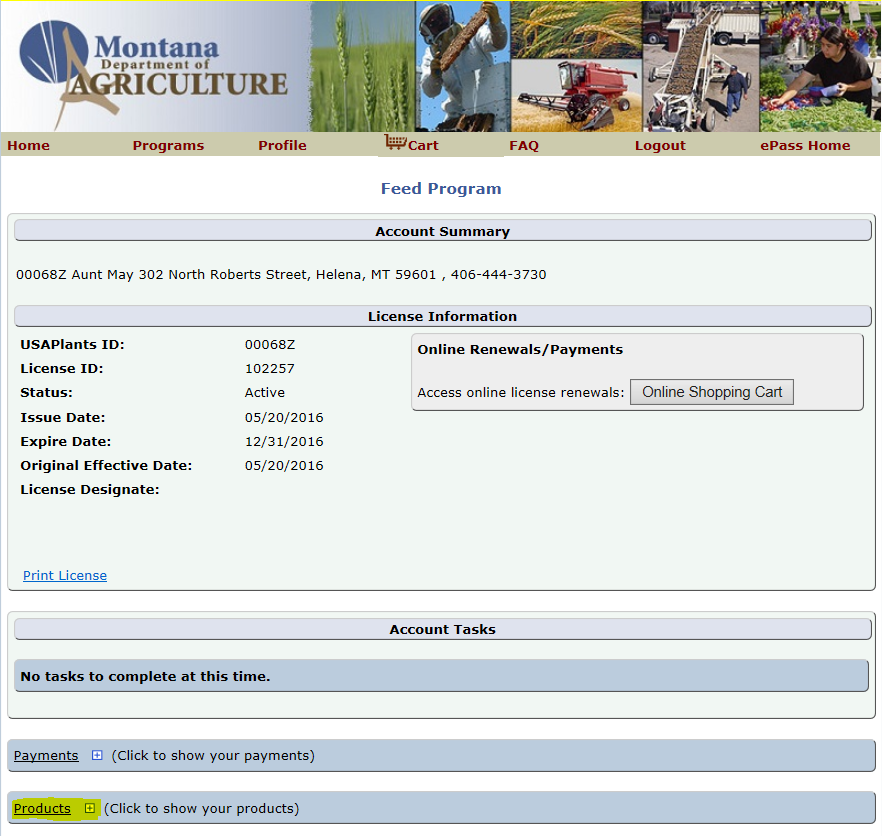 Montana
Department of
AGRICULTURE
Home Programs Profile Cart FAQ Logout ePass Home
Feed Program
Account Summary
00068Z Aunt May 302 North Roberts Street, Helena, MT 59601 , 406-444-3730
License Information
USAPlants ID: 00068Z
License ID: 102257
Status: Active
Issue Date: 05/20/2016
Expire Date: 12/31/2016
Original Effective Date: 05/20/2016
License Designate:
Online Renewals/Payments
Access online license renewals: Online Shopping Cart
Print License
Account Tasks
No tasks to complete at this time.
Payments (Click to show your payments)
Products (Click to show your products)